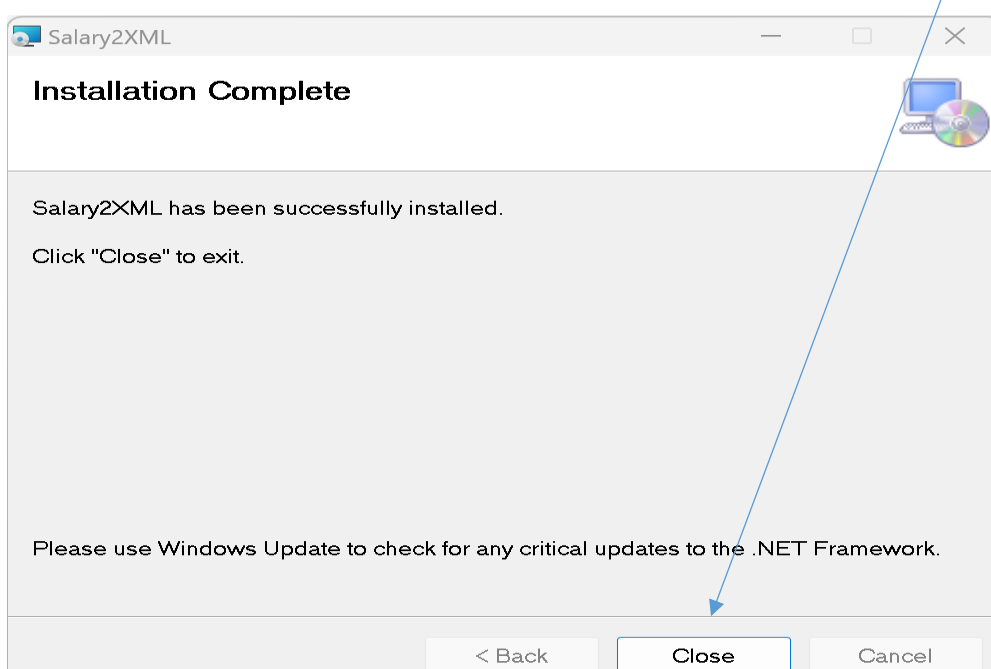 Salary2XML
Installation Complete
Salary2XML has been successfully installed.
Click "Close" to exit.
Please use Windows Update to check for any critical updates to the .NET Framework.
< Back
Close
Cancel